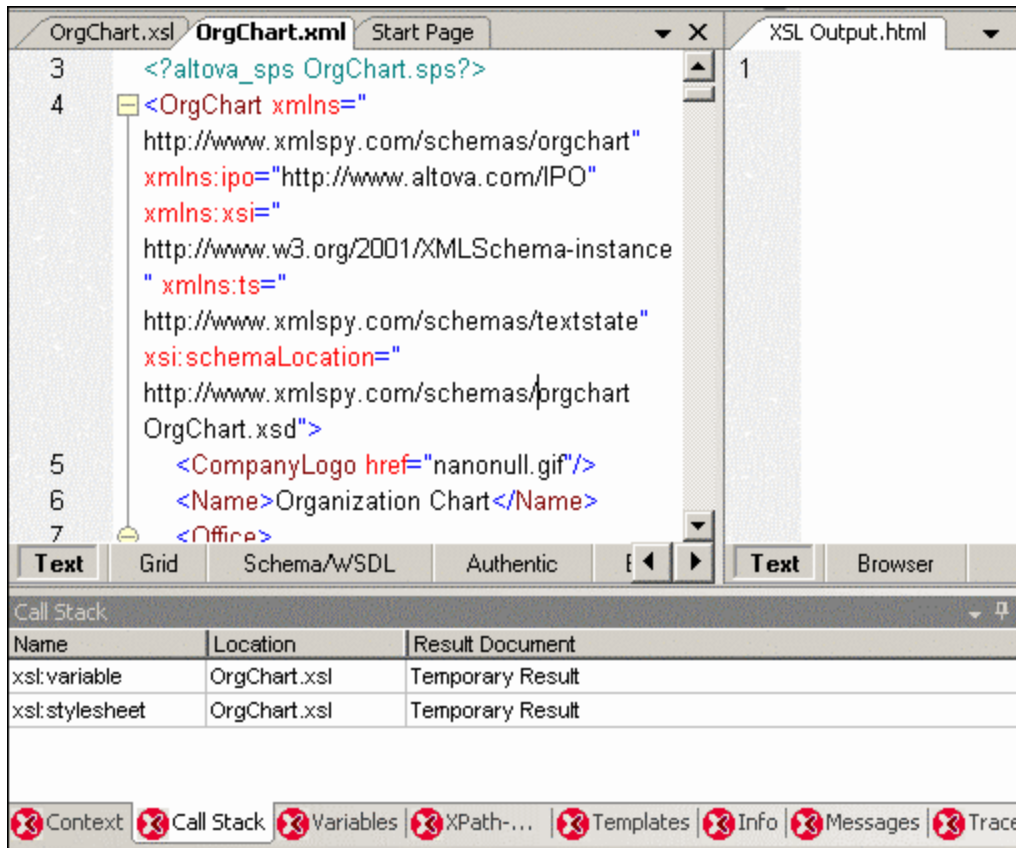 OrgChart.xsl OrgChart.xml Start Page
XSL Output.html
3 <?altova_sps OrgChart.sps?>
4 <OrgChart xmlns="
http://www.xmlspy.com/schemas/orgchart"
xmlns:ipo="http://www.altova.com/IPO"
xmlns:xsi="
http://www.w3.org/2001/XMLSchema-instance
" xmlns:ts="
http://www.xmlspy.com/schemas/textstate"
xsi:schemaLocation="
http://www.xmlspy.com/schemas/orgchart
OrgChart.xsd">
5 <CompanyLogo href="nanonull.gif"/>
6 <Name>Organization Chart</Name>
7 <Office>
1
Text Grid Schema/WSDL Authentic
Text Browser
Call Stack
Name Location Result Document
xsl:variable OrgChart.xsl Temporary Result
xsl:stylesheet OrgChart.xsl Temporary Result
Context Call Stack Variables XPath-... Templates Info Messages Trace